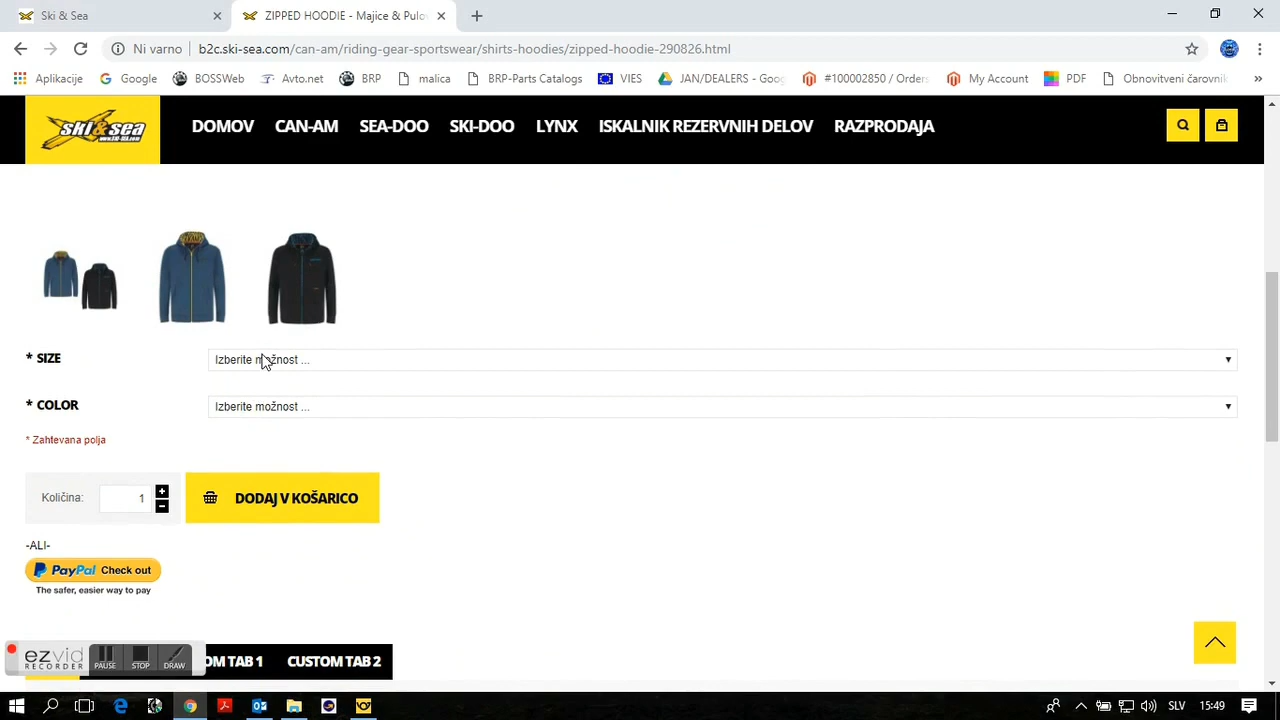 Ski & Sea
ZIPPED HOODIE - Majice & Pulov
Ni varno
b2c.ski-sea.com/can-am/riding-gear-sportswear/shirts-hoodies/zipped-hoodie-290826.html
Aplikacije Google BOSSWeb Avto.net BRP malica BRP-Parts Catalogs VIES JAN/DEALERS - Goog #100002850 / Orders My Account PDF Obnovitveni čarovnik »
ski&sea
DOMOV CAN-AM SEA-DOO SKI-DOO LYNX ISKALNIK REZERVNIH DELOV RAZPRODAJA
* SIZE
Izberite možnost ...
* COLOR
Izberite možnost ...
* Zahtevana polja
Količina: 1 + -
DODAJ V KOŠARICO
-ALI-
PayPal Check out
The safer, easier way to pay
ezvid
RECORDER
PAUSE STOP DRAW
OM TAB 1 CUSTOM TAB 2
SLV 15:49